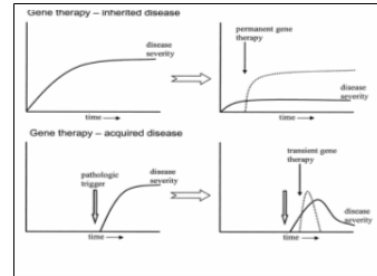 Gene therapy – inherited disease
disease
severity
time
permanent gene
therapy
disease
severity
time
Gene therapy – acquired disease
pathologic
trigger
disease
severity
time
transient gene
therapy
disease
severity
time